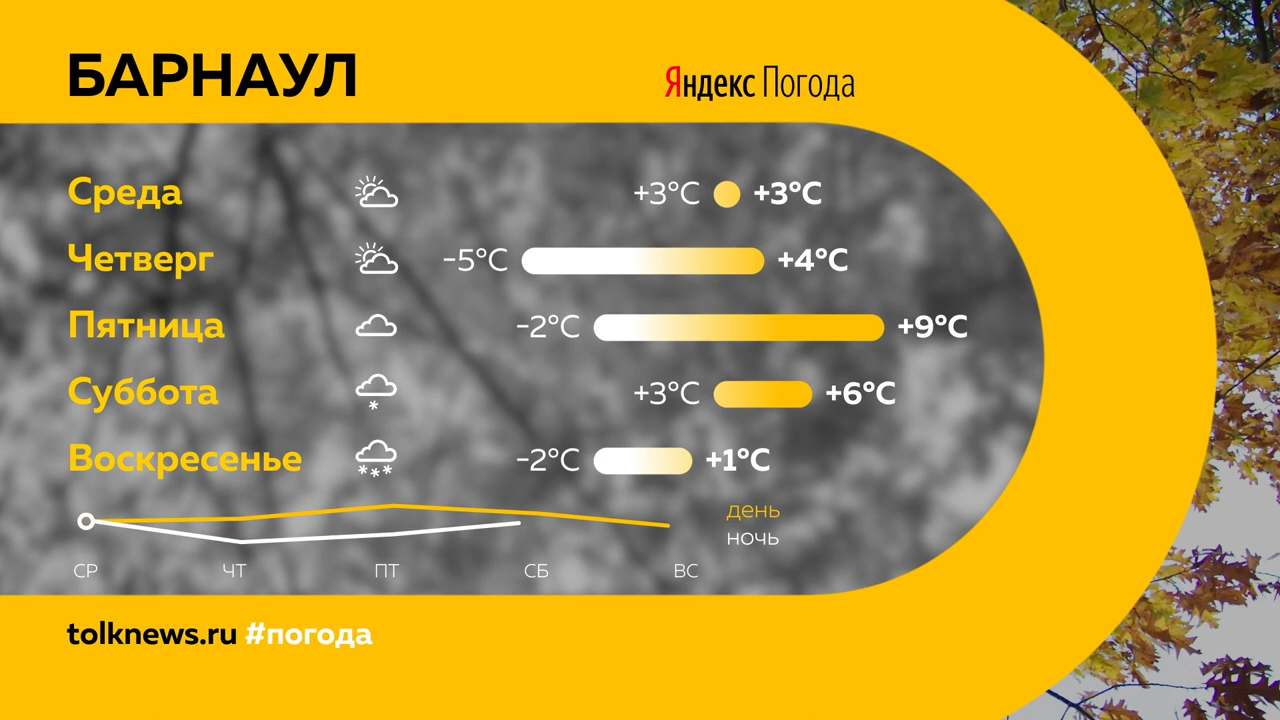 БАРНАУЛ
Яндекс Погода
Среда +3°C +3°C
Четверг -5°C +4°C
Пятница -2°C +9°C
Суббота +3°C +6°C
Воскресенье -2°C +1°C
день
ночь
СР ЧТ ПТ СБ ВС
tolknews.ru #погода